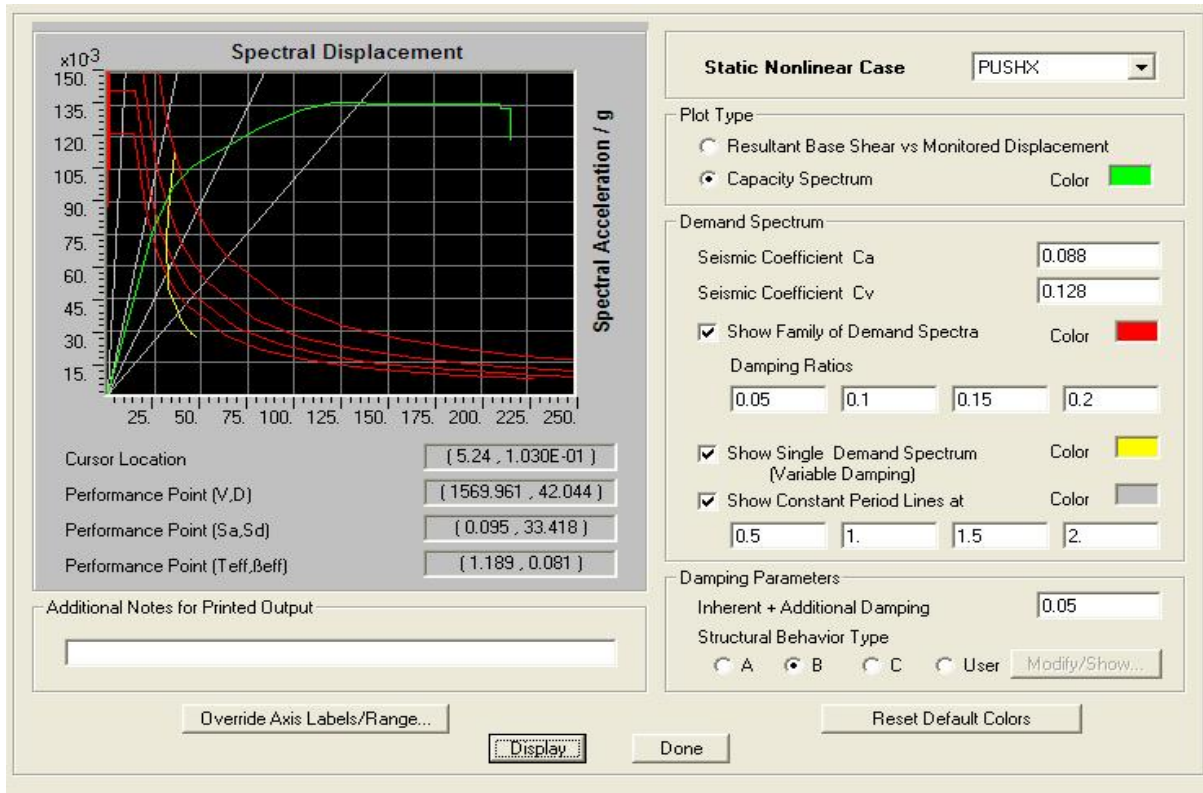 Spectral Displacement
x10-3
150.
135.
120.
105.
90.
75.
60.
45.
30.
15.
25. 50. 75. 100. 125. 150. 175. 200. 225. 250.
Spectral Acceleration / g
Cursor Location
( 5.24 , 1.030E-01 )
Performance Point (V,D)
( 1569.961 , 42.044 )
Performance Point (Sa,Sd)
( 0.095 , 33.418 )
Performance Point (Teff,βeff)
( 1.189 , 0.081 )
Additional Notes for Printed Output
Override Axis Labels/Range...
Static Nonlinear Case
PUSHX
Plot Type
Resultant Base Shear vs Monitored Displacement
Capacity Spectrum
Color
Demand Spectrum
Seismic Coefficient Ca
0.088
Seismic Coefficient Cv
0.128
Show Family of Demand Spectra
Color
Damping Ratios
0.05 0.1 0.15 0.2
Show Single Demand Spectrum
Color
(Variable Damping)
Show Constant Period Lines at
Color
0.5 1. 1.5 2.
Damping Parameters
Inherent + Additional Damping
0.05
Structural Behavior Type
A B C User Modify/Show...
Reset Default Colors
Display
Done